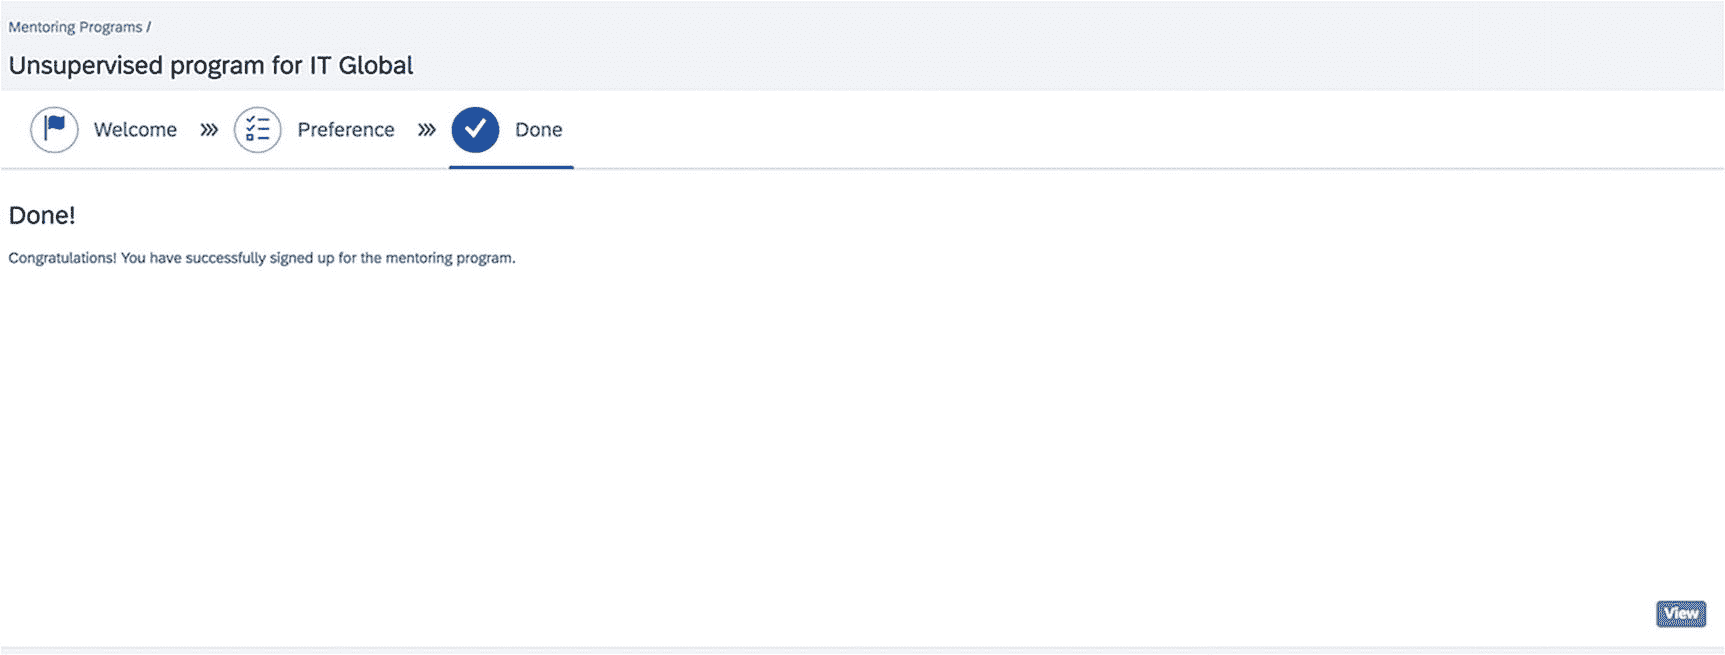 Mentoring Programs /
Unsupervised program for IT Global
Welcome
Preference
Done
Done!
Congratulations! You have successfully signed up for the mentoring program.
View